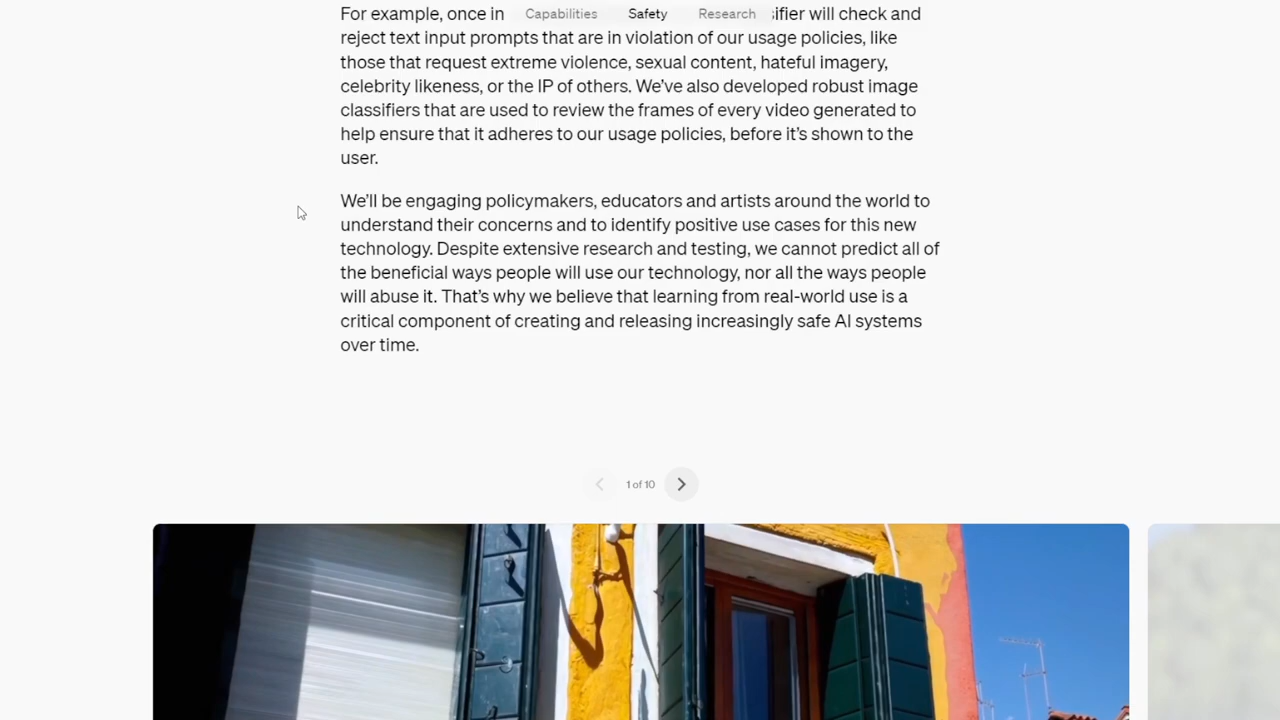 Capabilities Safety Research
For example, once in ifier will check and
reject text input prompts that are in violation of our usage policies, like
those that request extreme violence, sexual content, hateful imagery,
celebrity likeness, or the IP of others. We’ve also developed robust image
classifiers that are used to review the frames of every video generated to
help ensure that it adheres to our usage policies, before it’s shown to the
user.
We’ll be engaging policymakers, educators and artists around the world to
understand their concerns and to identify positive use cases for this new
technology. Despite extensive research and testing, we cannot predict all of
the beneficial ways people will use our technology, nor all the ways people
will abuse it. That’s why we believe that learning from real-world use is a
critical component of creating and releasing increasingly safe AI systems
over time.
1 of 10